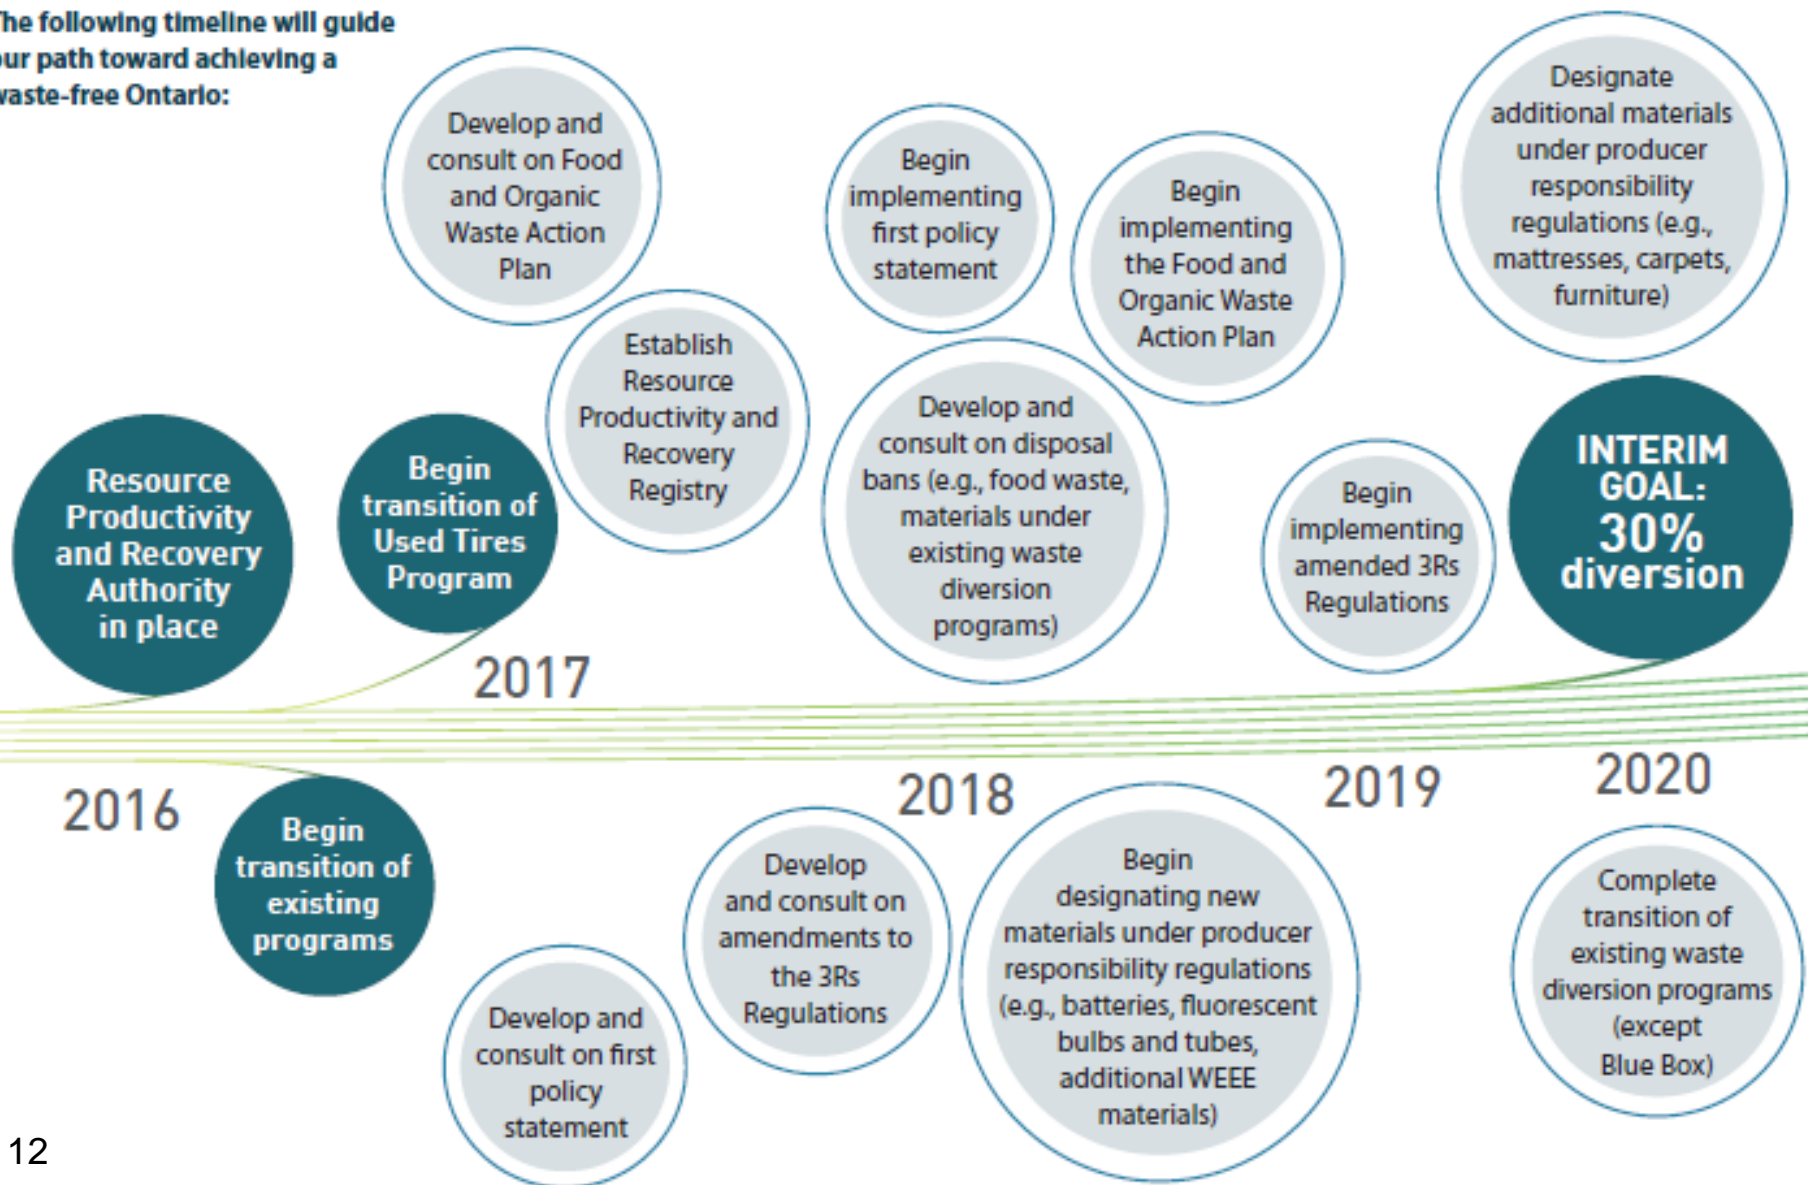 he following timeline will guide
ur path toward achieving a
aste-free Ontario:
Develop and
consult on Food
and Organic
Waste Action
Plan
Begin
implementing
first policy
statement
Begin
implementing
the Food and
Organic Waste
Action Plan
Designate
additional materials
under producer
responsibility
regulations (e.g.,
mattresses, carpets,
furniture)
Resource
Productivity
and Recovery
Authority
in place
Begin
transition of
Used Tires
Program
Establish
Resource
Productivity and
Recovery
Registry
Develop and
consult on disposal
bans (e.g., food waste,
materials under
existing waste
diversion
programs)
Begin
implementing
amended 3Rs
Regulations
INTERIM
GOAL:
30%
diversion
2017
2016
2018
2019
2020
Begin
transition of
existing
programs
Develop and
consult on first
policy
statement
Develop
and consult on
amendments to
the 3Rs
Regulations
Begin
designating new
materials under producer
responsibility regulations
(e.g., batteries, fluorescent
bulbs and tubes,
additional WEEE
materials)
Complete
transition of
existing waste
diversion programs
(except
Blue Box)
12